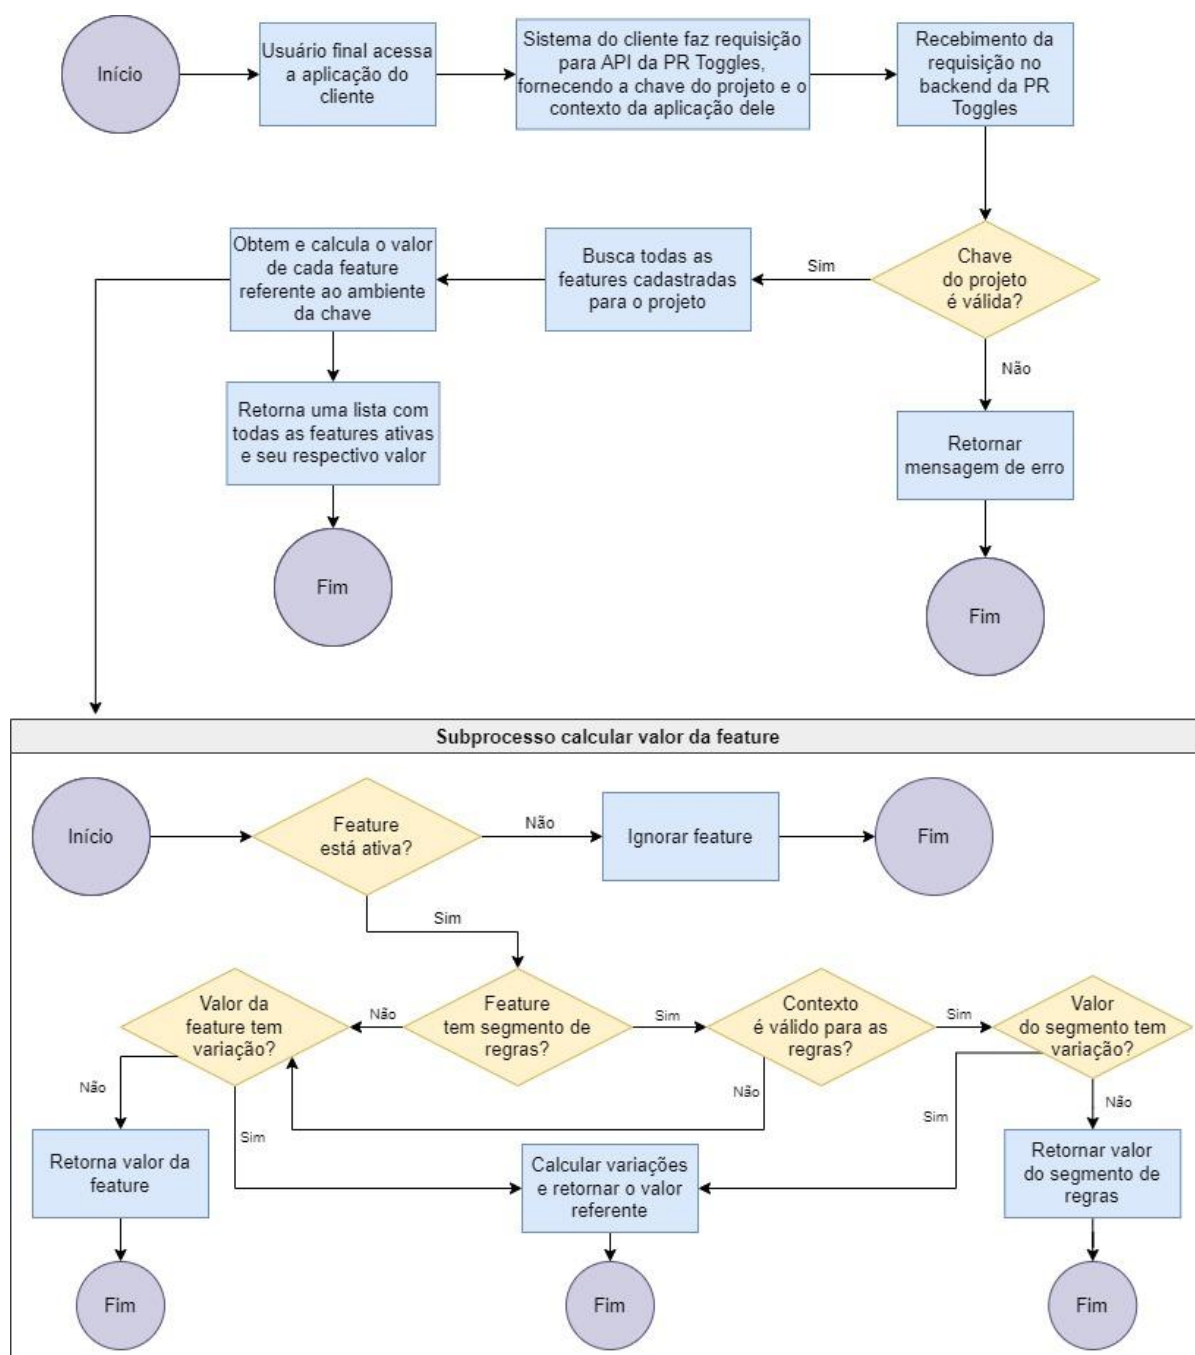 Início
Usuário final acessa
a aplicação do
cliente
Sistema do cliente faz requisição
para API da PR Toggles,
fornecendo a chave do projeto e o
contexto da aplicação dele
Recebimento da
requisição no
backend da PR
Toggles
Chave
do projeto
é válida?
Sim
Busca todas as
features cadastradas
para o projeto
Obtem e calcula o valor
de cada feature
referente ao ambiente
da chave
Não
Retorna uma lista com
todas as features ativas
e seu respectivo valor
Retornar
mensagem de erro
Fim
Fim
Subprocesso calcular valor da feature
Início
Feature
está ativa?
Não
Ignorar feature
Fim
Sim
Valor da
feature tem
variação?
Não
Feature
tem segmento de
regras?
Sim
Contexto
é válido para as
regras?
Sim
Valor
do segmento tem
variação?
Não
Sim
Não
Sim
Não
Retorna valor da
feature
Calcular variações
e retornar o valor
referente
Retornar valor
do segmento de
regras
Fim
Fim
Fim